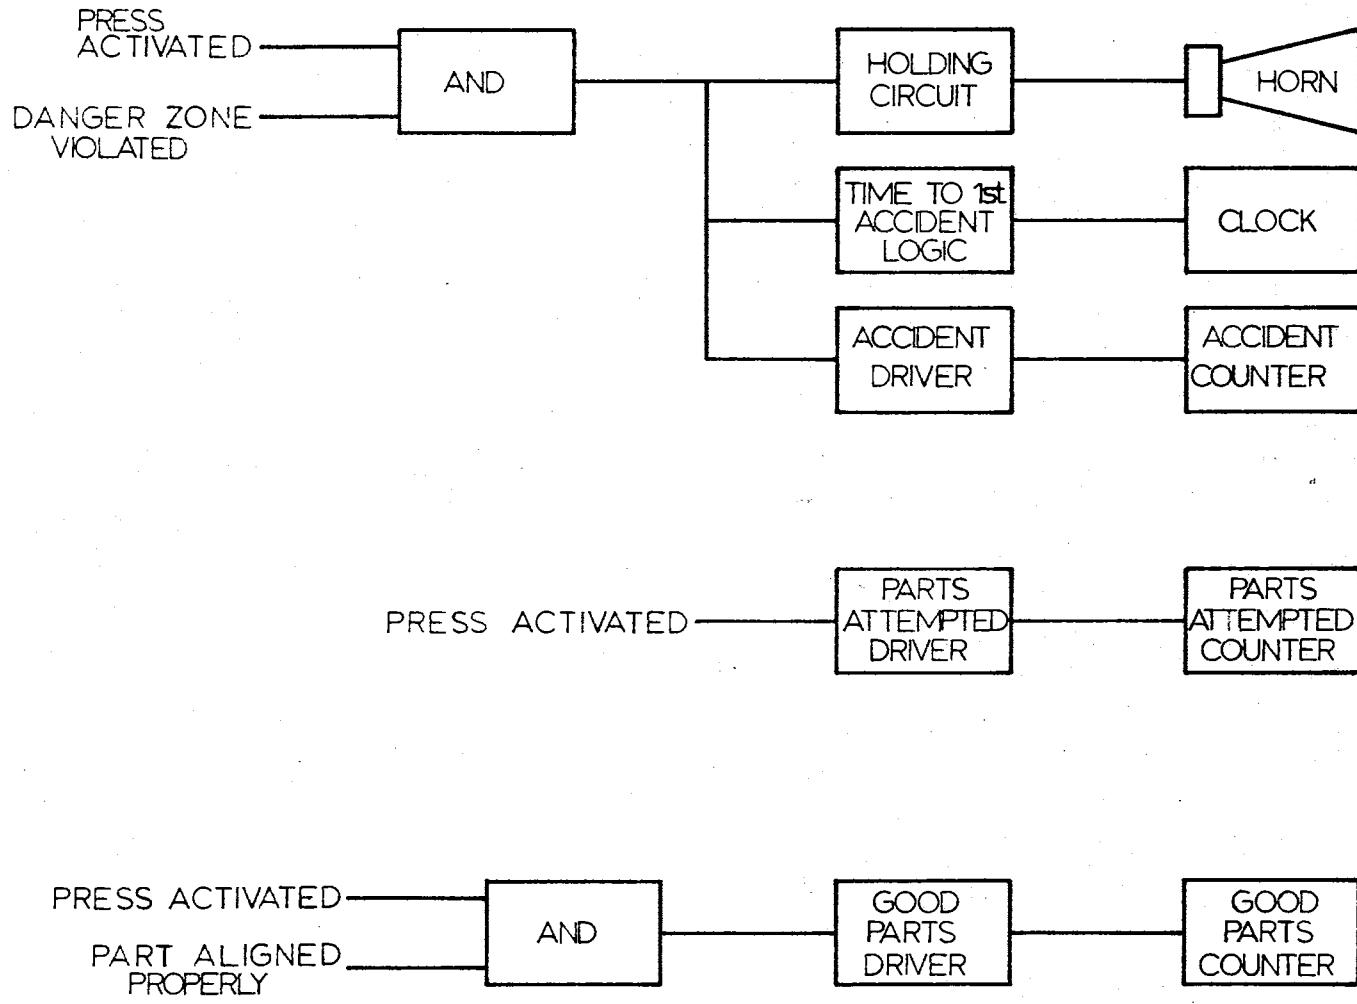 PRESS
ACTIVATED
DANGER ZONE
VIOLATED
AND
HOLDING
CIRCUIT
HORN
TIME TO 1st
ACCIDENT
LOGIC
CLOCK
ACCIDENT
DRIVER
ACCIDENT
COUNTER
PRESS ACTIVATED
PARTS
ATTEMPTED
DRIVER
PARTS
ATTEMPTED
COUNTER
PRESS ACTIVATED
PART ALIGNED
PROPERLY
AND
GOOD
PARTS
DRIVER
GOOD
PARTS
COUNTER